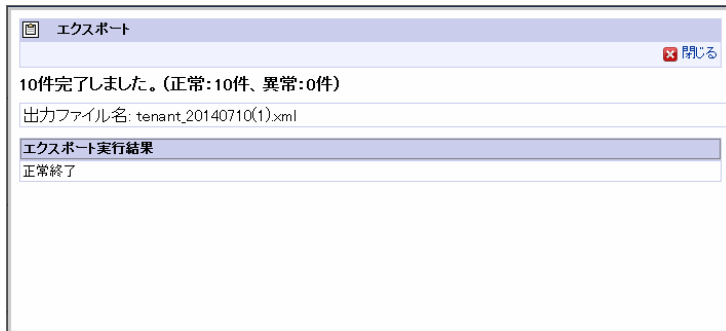 エクスポート
閉じる
10件完了しました。(正常:10件、異常:0件)
出力ファイル名: tenant_20140710(1).xml
エクスポート実行結果
正常終了